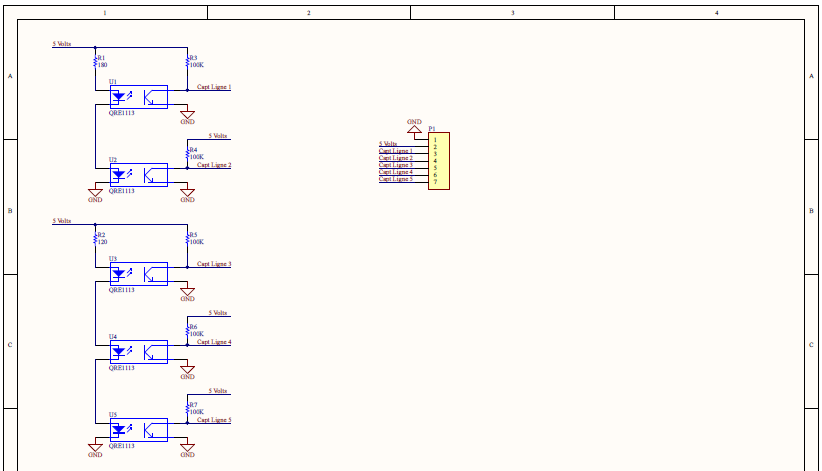 1 2 3 4
A A
B B
C C
5 Volts
R1
180
R3
100K
U1
Capt Ligne 1
QRE1113
GND
5 Volts
R4
100K
U2
Capt Ligne 2
QRE1113
GND
GND
5 Volts
R2
120
R5
100K
U3
Capt Ligne 3
QRE1113
GND
5 Volts
R6
100K
U4
Capt Ligne 4
QRE1113
GND
5 Volts
R7
100K
U5
Capt Ligne 5
QRE1113
GND
GND
GND
P1
1
5 Volts 2
Capt Ligne 1 3
Capt Ligne 2 4
Capt Ligne 3 5
Capt Ligne 4 6
Capt Ligne 5 7